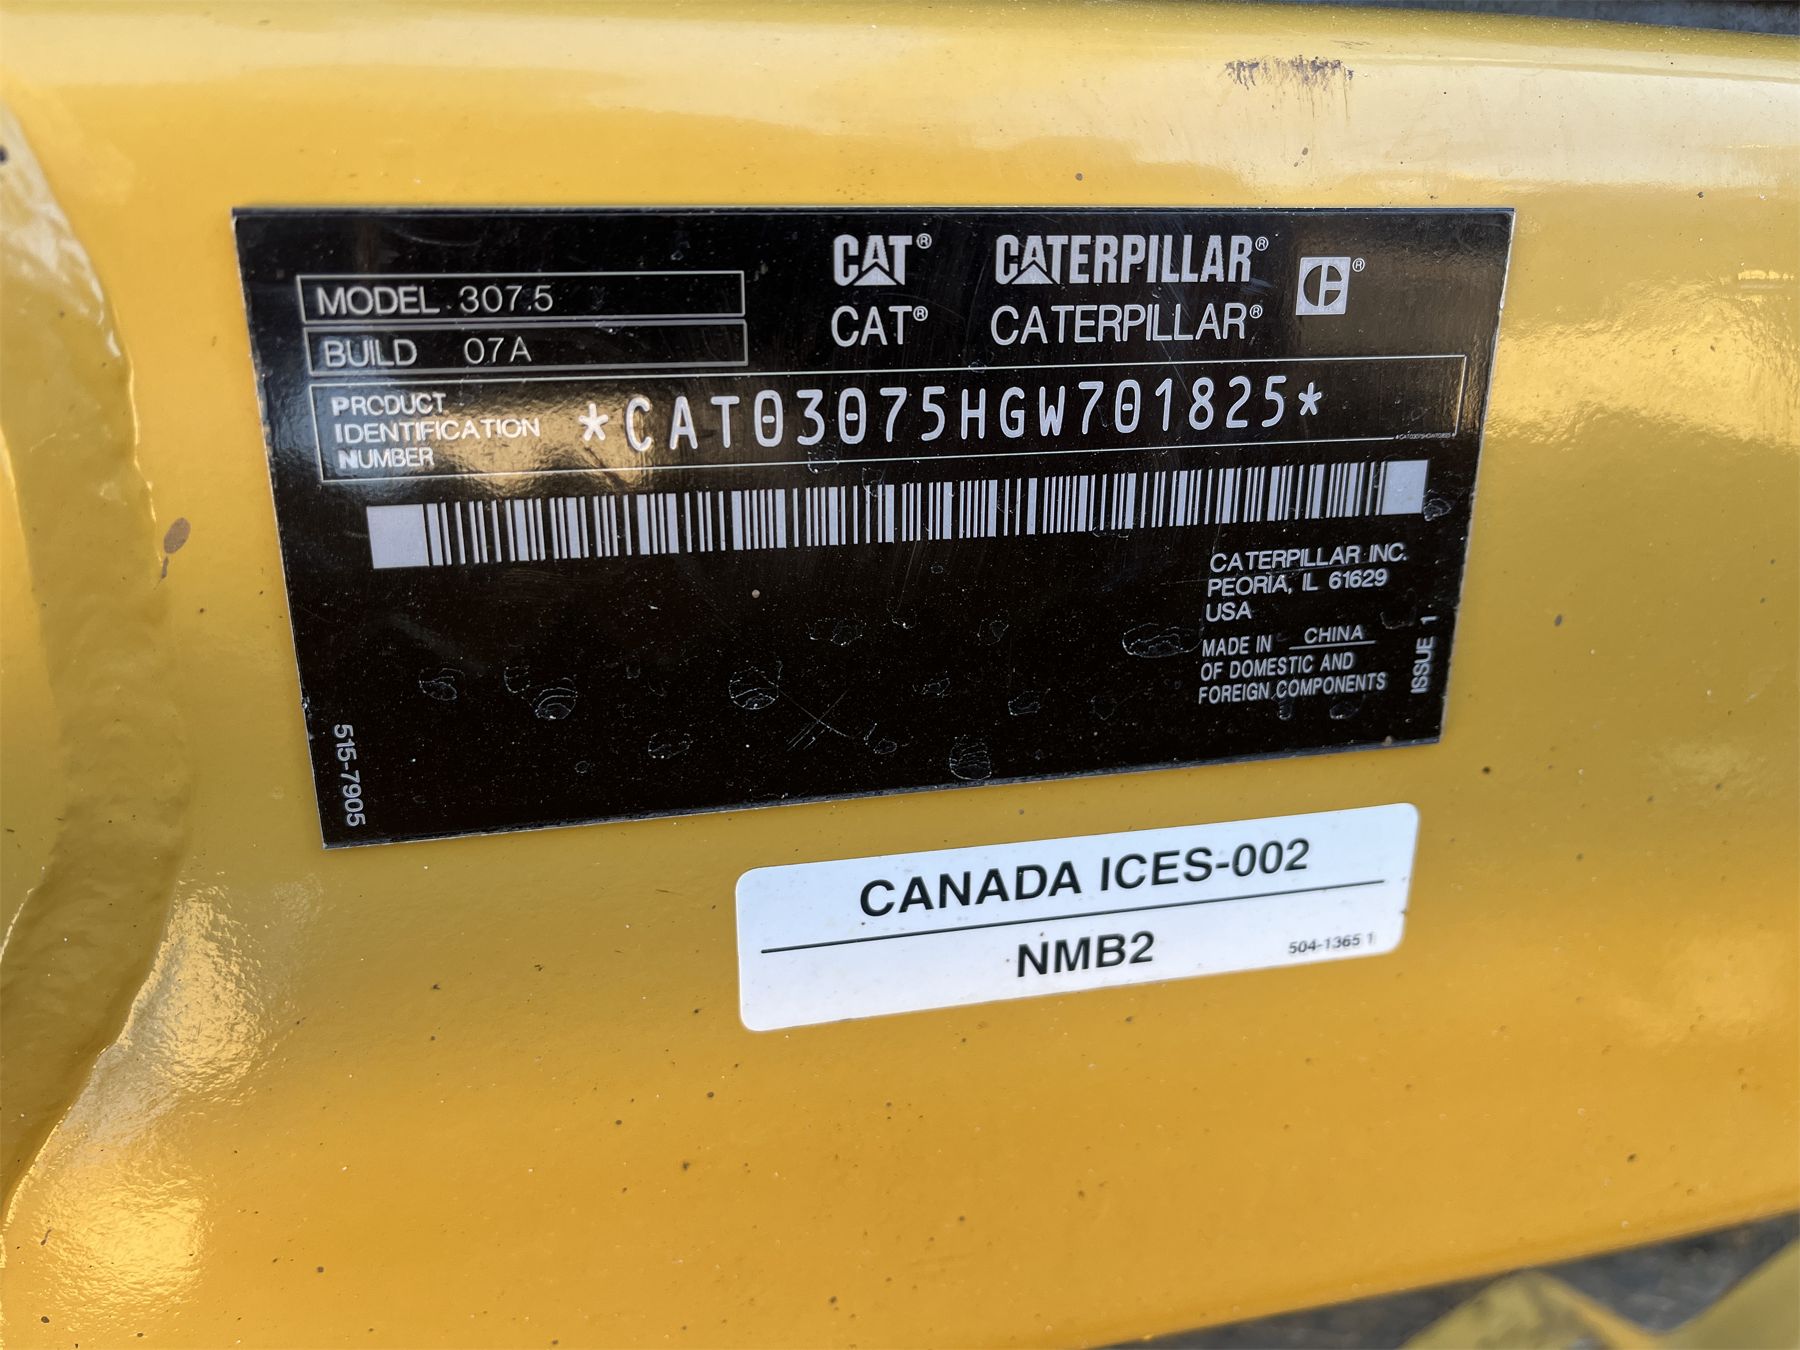 CAT® CATERPILLAR® C®
CAT® CATERPILLAR®
MODEL 307.5
BUILD 07A
PRODUCT
IDENTIFICATION
NUMBER
*CAT03075HGW701825*
*CAT03075HGW701825*
CATERPILLAR INC.
PEORIA, IL 61629
USA
MADE IN CHINA
OF DOMESTIC AND
FOREIGN COMPONENTS
ISSUE 1
515-7905
CANADA ICES-002
NMB2
504-1365 1